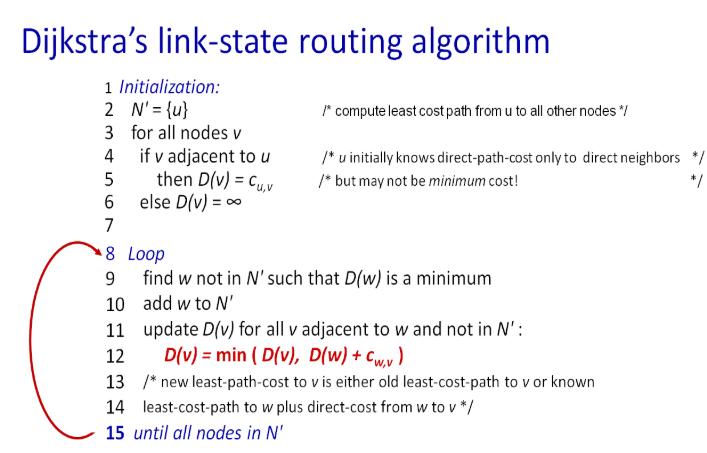 Dijkstra's link-state routing algorithm
1 Initialization:
2 N' = {u} /* compute least cost path from u to all other nodes */
3 for all nodes v
4 if v adjacent to u /* u initially knows direct-path-cost only to direct neighbors */
5 then D(v) = cu,v /* but may not be minimum cost! */
6 else D(v) = ∞
7
8 Loop
9 find w not in N' such that D(w) is a minimum
10 add w to N'
11 update D(v) for all v adjacent to w and not in N' :
12 D(v) = min ( D(v), D(w) + cw,v )
13 /* new least-path-cost to v is either old least-cost-path to v or known
14 least-cost-path to w plus direct-cost from w to v */
15 until all nodes in N'